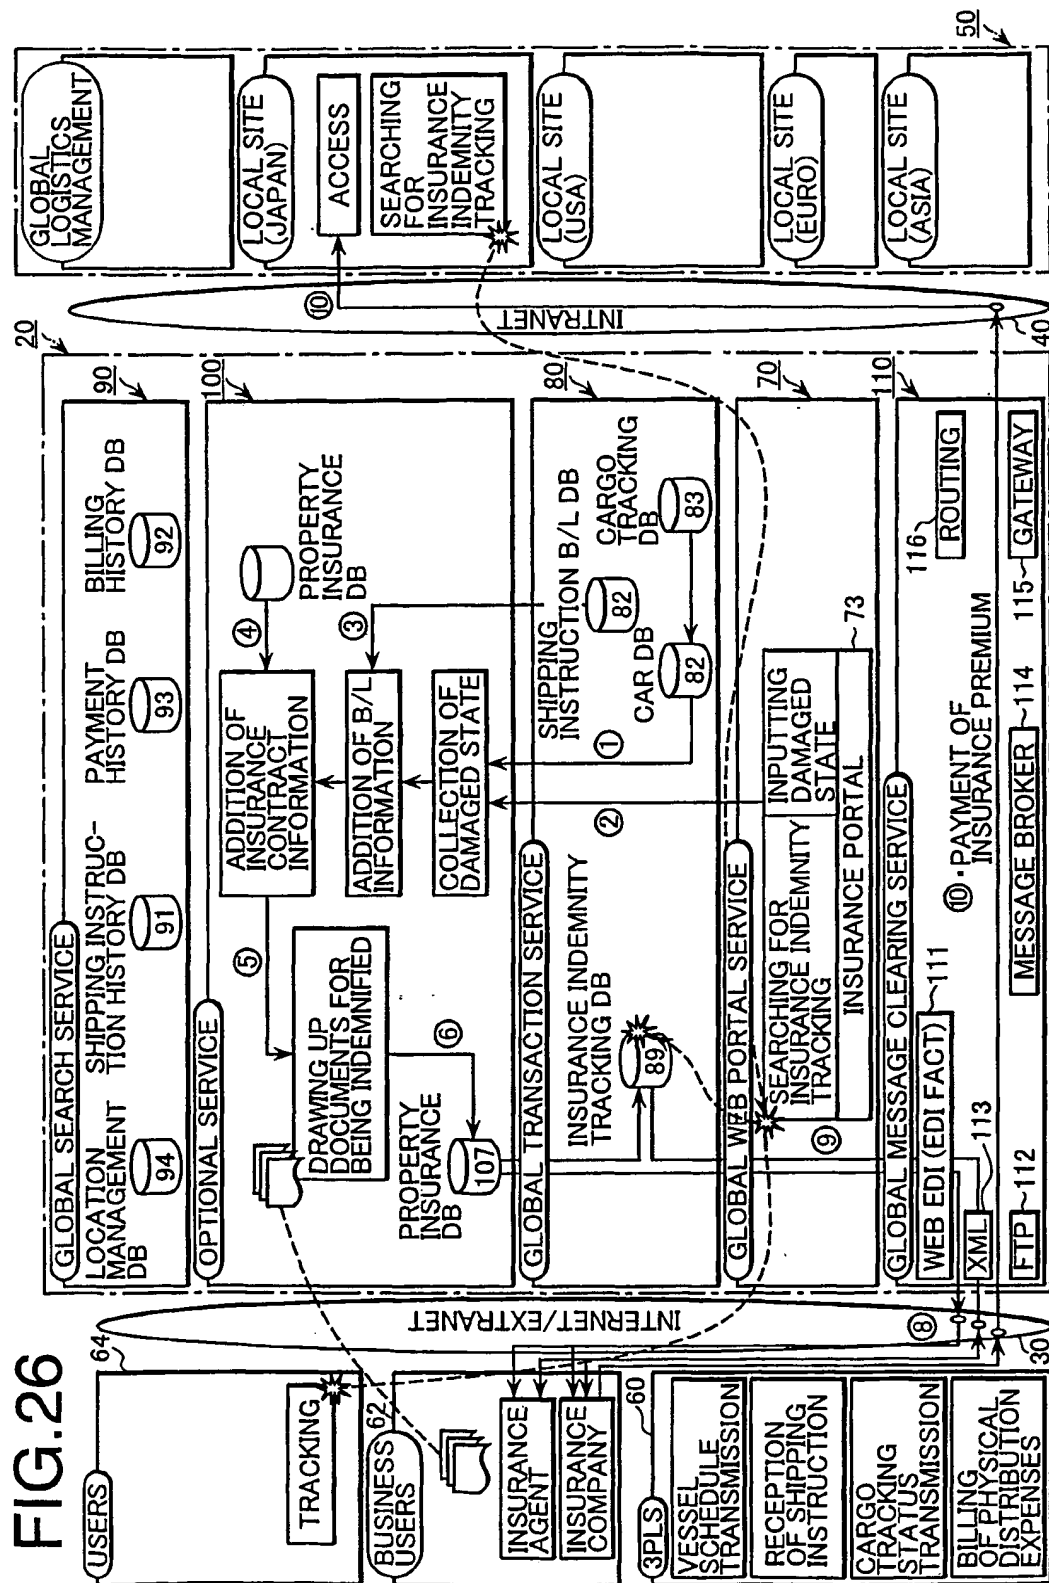 FIG.26
USERS
64
TRACKING
BUSINESS
USERS
62
INSURANCE
AGENT
INSURANCE
COMPANY
3PLS
60
VESSEL
SCHEDULE
TRANSMISSION
RECEPTION
OF SHIPPING
INSTRUCTION
CARGO
TRACKING
STATUS
TRANSMISSION
BILLING
OF PHYSICAL
DISTRIBUTION
EXPENSES
INTERNET/EXTRANET
⑧
30
20
GLOBAL SEARCH SERVICE
90
LOCATION
MANAGEMENT
DB
94
SHIPPING INSTRUC-
TION HISTORY DB
91
PAYMENT
HISTORY DB
93
BILLING
HISTORY DB
92
OPTIONAL SERVICE
100
DRAWING UP
DOCUMENTS FOR
BEING INDEMNIFIED
⑤
⑥
PROPERTY
INSURANCE
DB
107
ADDITION OF
INSURANCE
CONTRACT
INFORMATION
④
PROPERTY
INSURANCE
DB
ADDITION OF B/L
INFORMATION
③
COLLECTION OF
DAMAGED STATE
GLOBAL TRANSACTION SERVICE
80
INSURANCE INDEMNITY
TRACKING DB
89
②
①
SHIPPING
INSTRUCTION B/L DB
82
CAR DB
82
CARGO
TRACKING
DB
83
GLOBAL WEB PORTAL SERVICE
70
7
⑨
SEARCHING FOR
INSURANCE INDEMNITY
TRACKING
INPUTTING
DAMAGED
STATE
INSURANCE PORTAL
73
GLOBAL MESSAGE CLEARING SERVICE
110
WEB EDI (EDI FACT)
111
XML
113
FTP
112
⑩・PAYMENT OF
INSURANCE PREMIUM
MESSAGE BROKER
114
116
ROUTING
115
GATEWAY
INTRANET
⑩
40
GLOBAL
LOGISTICS
MANAGEMENT
LOCAL SITE
(JAPAN)
ACCESS
SEARCHING
FOR
INSURANCE
INDEMNITY
TRACKING
LOCAL SITE
(USA)
LOCAL SITE
(EURO)
LOCAL SITE
(ASIA)
50